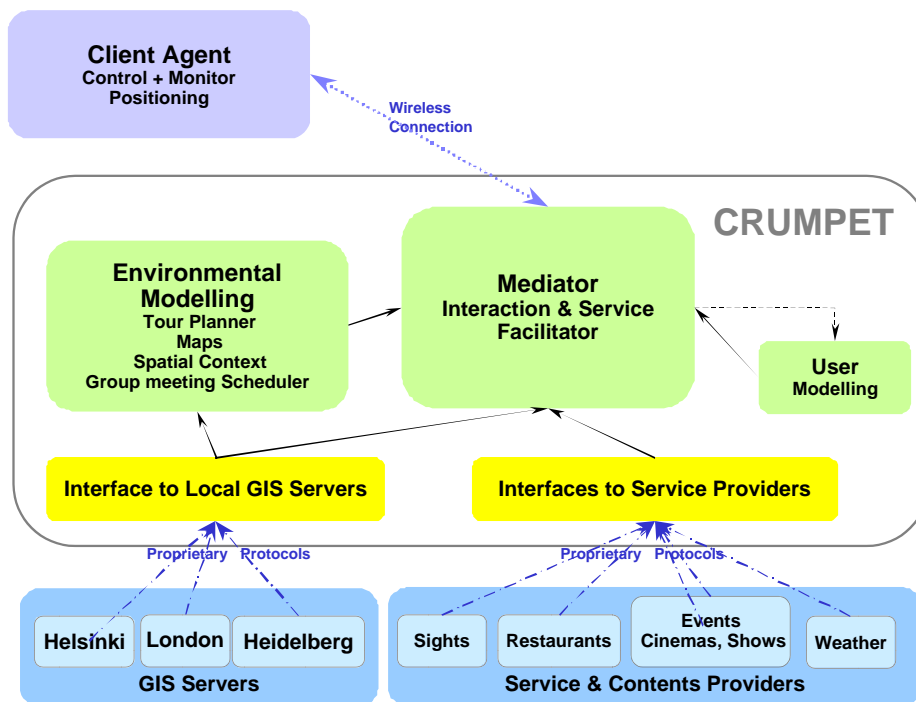 Client Agent
Control + Monitor
Positioning
Wireless
Connection
CRUMPET
Environmental
Modelling
Tour Planner
Maps
Spatial Context
Group meeting Scheduler
Mediator
Interaction & Service
Facilitator
User
Modelling
Interface to Local GIS Servers
Interfaces to Service Providers
Proprietary Protocols
Proprietary Protocols
Helsinki
London
Heidelberg
GIS Servers
Sights
Restaurants
Events
Cinemas, Shows
Weather
Service & Contents Providers